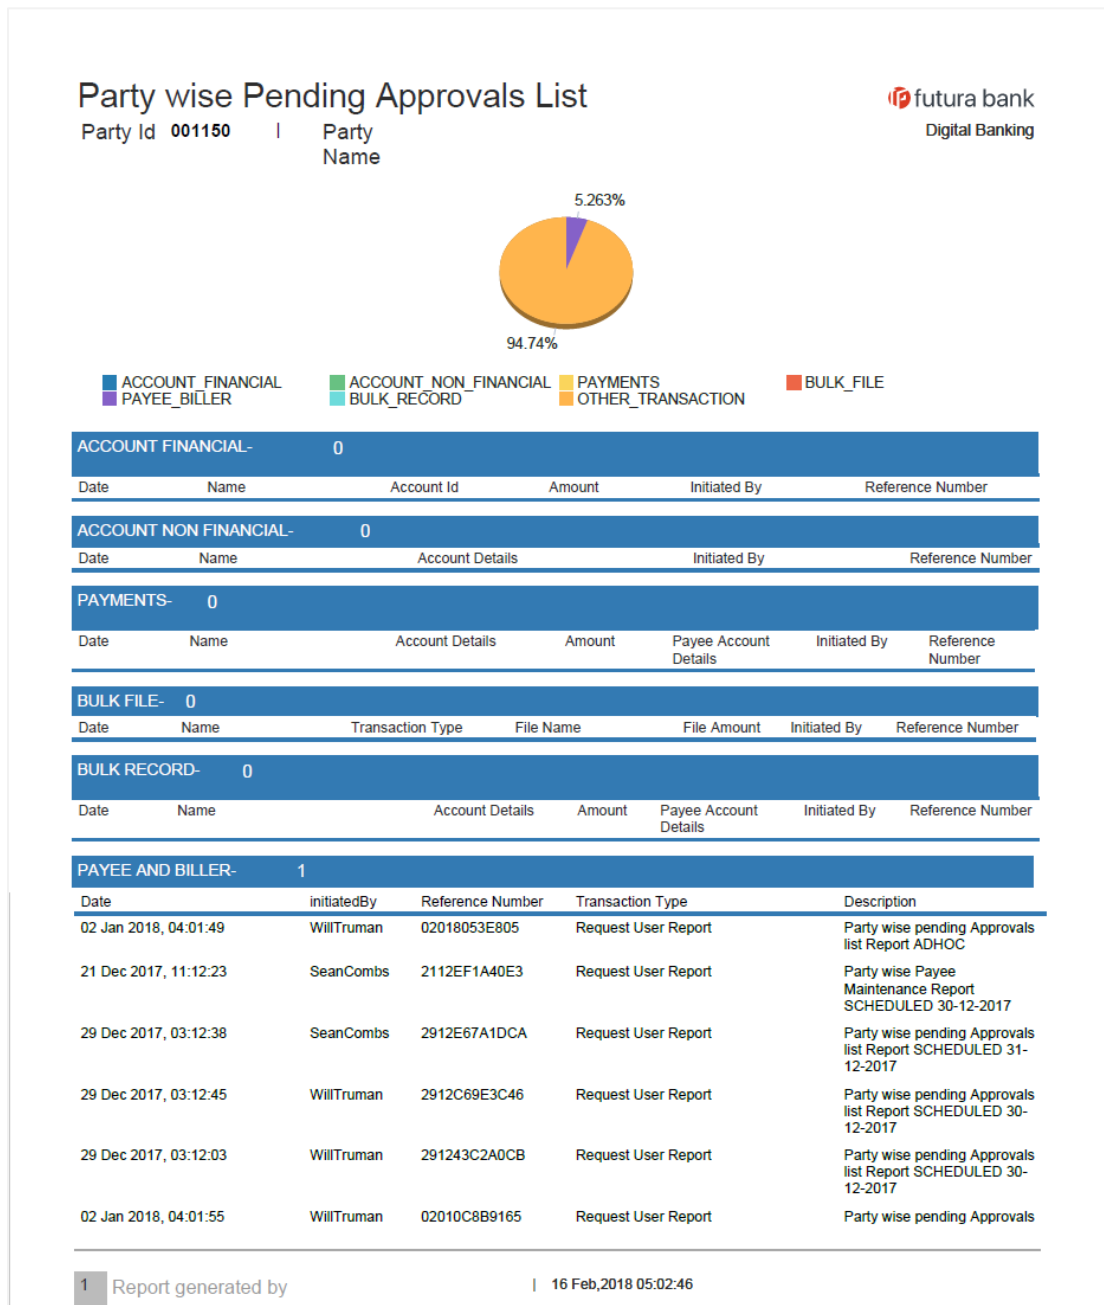 Party wise Pending Approvals List
futura bank
Party Id 001150 | Party Name
Digital Banking
5.263%
94.74%
ACCOUNT_FINANCIAL ACCOUNT_NON_FINANCIAL PAYMENTS BULK_FILE
PAYEE_BILLER BULK_RECORD OTHER_TRANSACTION
ACCOUNT FINANCIAL- 0
Date Name Account Id Amount Initiated By Reference Number
ACCOUNT NON FINANCIAL- 0
Date Name Account Details Initiated By Reference Number
PAYMENTS- 0
Date Name Account Details Amount Payee Account Details Initiated By Reference Number
BULK FILE- 0
Date Name Transaction Type File Name File Amount Initiated By Reference Number
BULK RECORD- 0
Date Name Account Details Amount Payee Account Details Initiated By Reference Number
PAYEE AND BILLER- 1
Date initiatedBy Reference Number Transaction Type Description
02 Jan 2018, 04:01:49 WillTruman 02018053E805 Request User Report Party wise pending Approvals
list Report ADHOC
21 Dec 2017, 11:12:23 SeanCombs 2112EF1A40E3 Request User Report Party wise Payee
Maintenance Report
SCHEDULED 30-12-2017
29 Dec 2017, 03:12:38 SeanCombs 2912E67A1DCA Request User Report Party wise pending Approvals
list Report SCHEDULED 31-
12-2017
29 Dec 2017, 03:12:45 WillTruman 2912C69E3C46 Request User Report Party wise pending Approvals
list Report SCHEDULED 30-
12-2017
29 Dec 2017, 03:12:03 WillTruman 291243C2A0CB Request User Report Party wise pending Approvals
list Report SCHEDULED 30-
12-2017
02 Jan 2018, 04:01:55 WillTruman 02010C8B9165 Request User Report Party wise pending Approvals
1 Report generated by | 16 Feb,2018 05:02:46